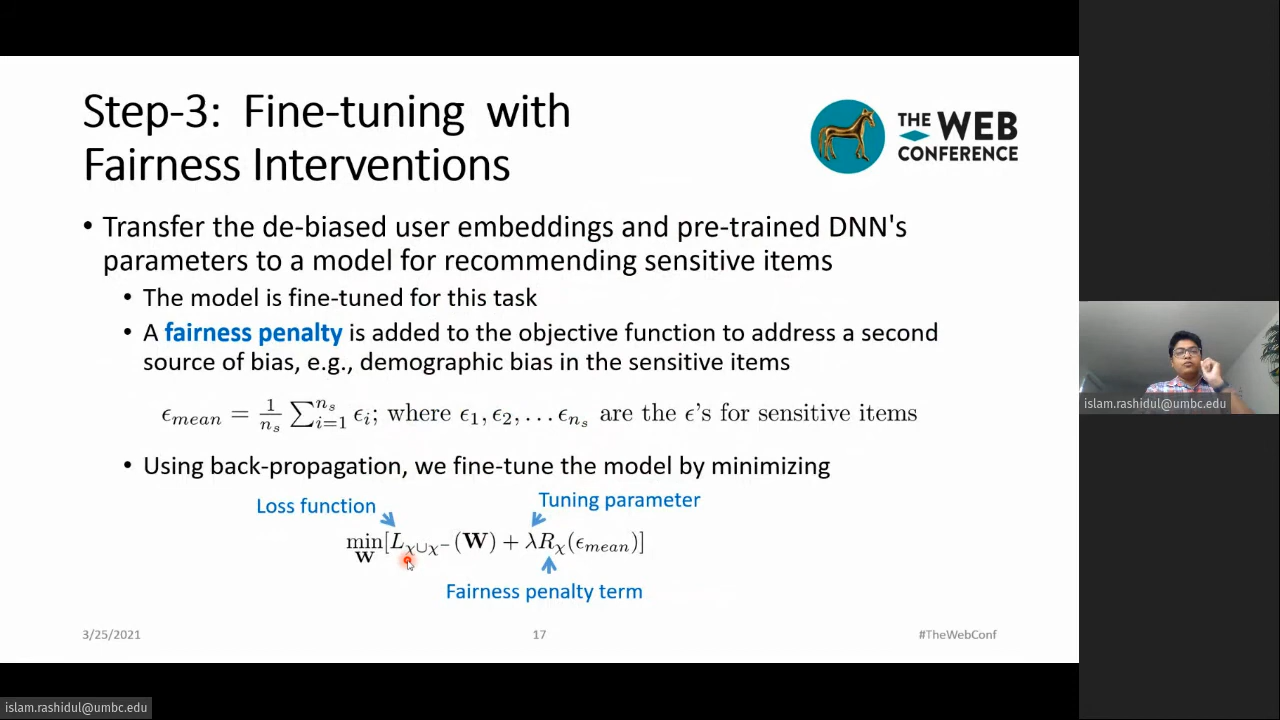 Step-3: Fine-tuning with
Fairness Interventions
THE WEB
CONFERENCE
• Transfer the de-biased user embeddings and pre-trained DNN's
parameters to a model for recommending sensitive items
• The model is fine-tuned for this task
• A fairness penalty is added to the objective function to address a second
source of bias, e.g., demographic bias in the sensitive items
ϵ_mean = 1/n_s ∑_{i=1}^{n_s} ϵ_i; where ϵ_1, ϵ_2, … ϵ_{n_s} are the ϵ's for sensitive items
• Using back-propagation, we fine-tune the model by minimizing
Loss function
Tuning parameter
min_W [L_{χ∪χ⁻}(W) + λR_χ(ϵ_mean)]
Fairness penalty term
3/25/2021
17
#TheWebConf
islam.rashidul@umbc.edu
islam.rashidul@umbc.edu